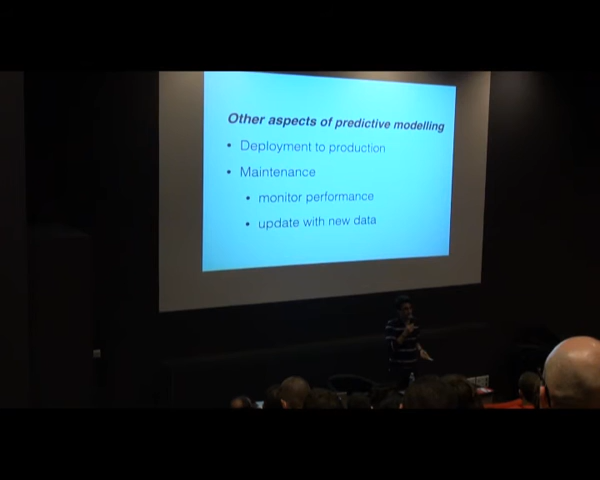 Other aspects of predictive modelling
• Deployment to production
• Maintenance
• monitor performance
• update with new data